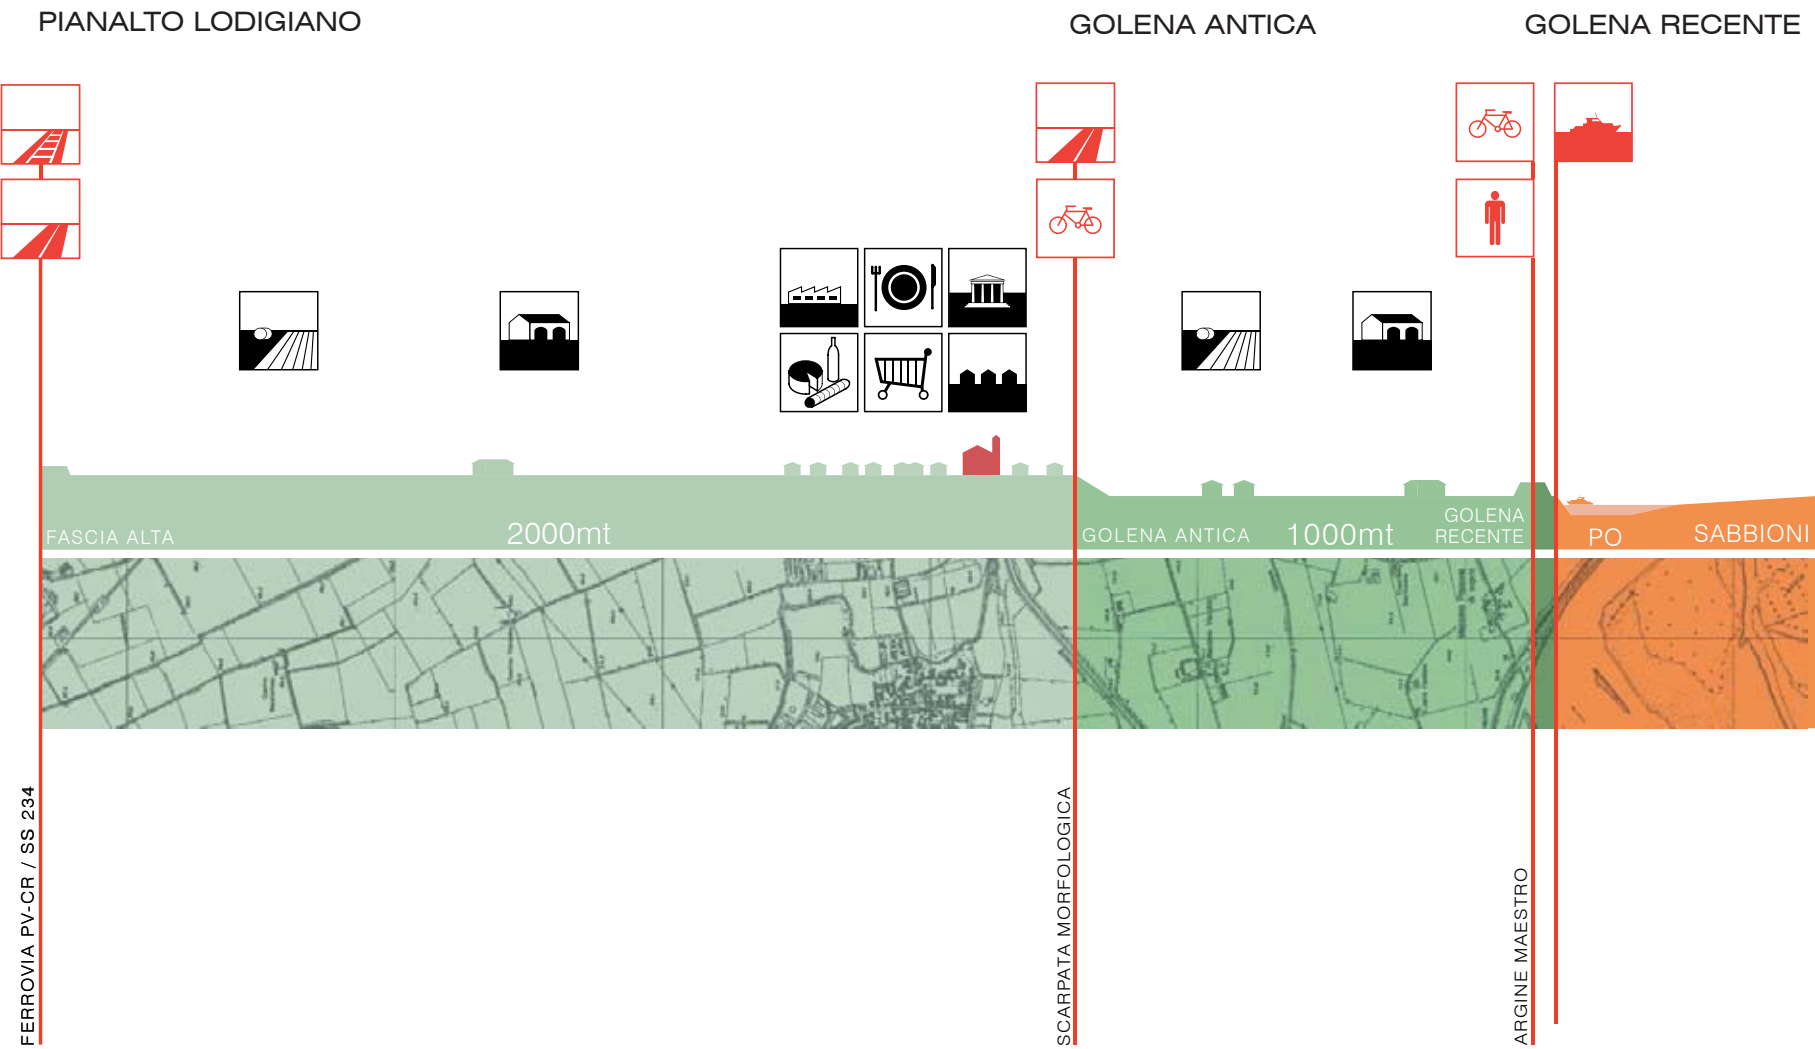 PIANALTO LODIGIANO
GOLENA ANTICA
GOLENA RECENTE
FASCIA ALTA
2000mt
GOLENA ANTICA
1000mt
GOLENA
RECENTE
PO
SABBIONI
FERROVIA PV-CR / SS 234
SCARPATA MORFOLOGICA
ARGINE MAESTRO